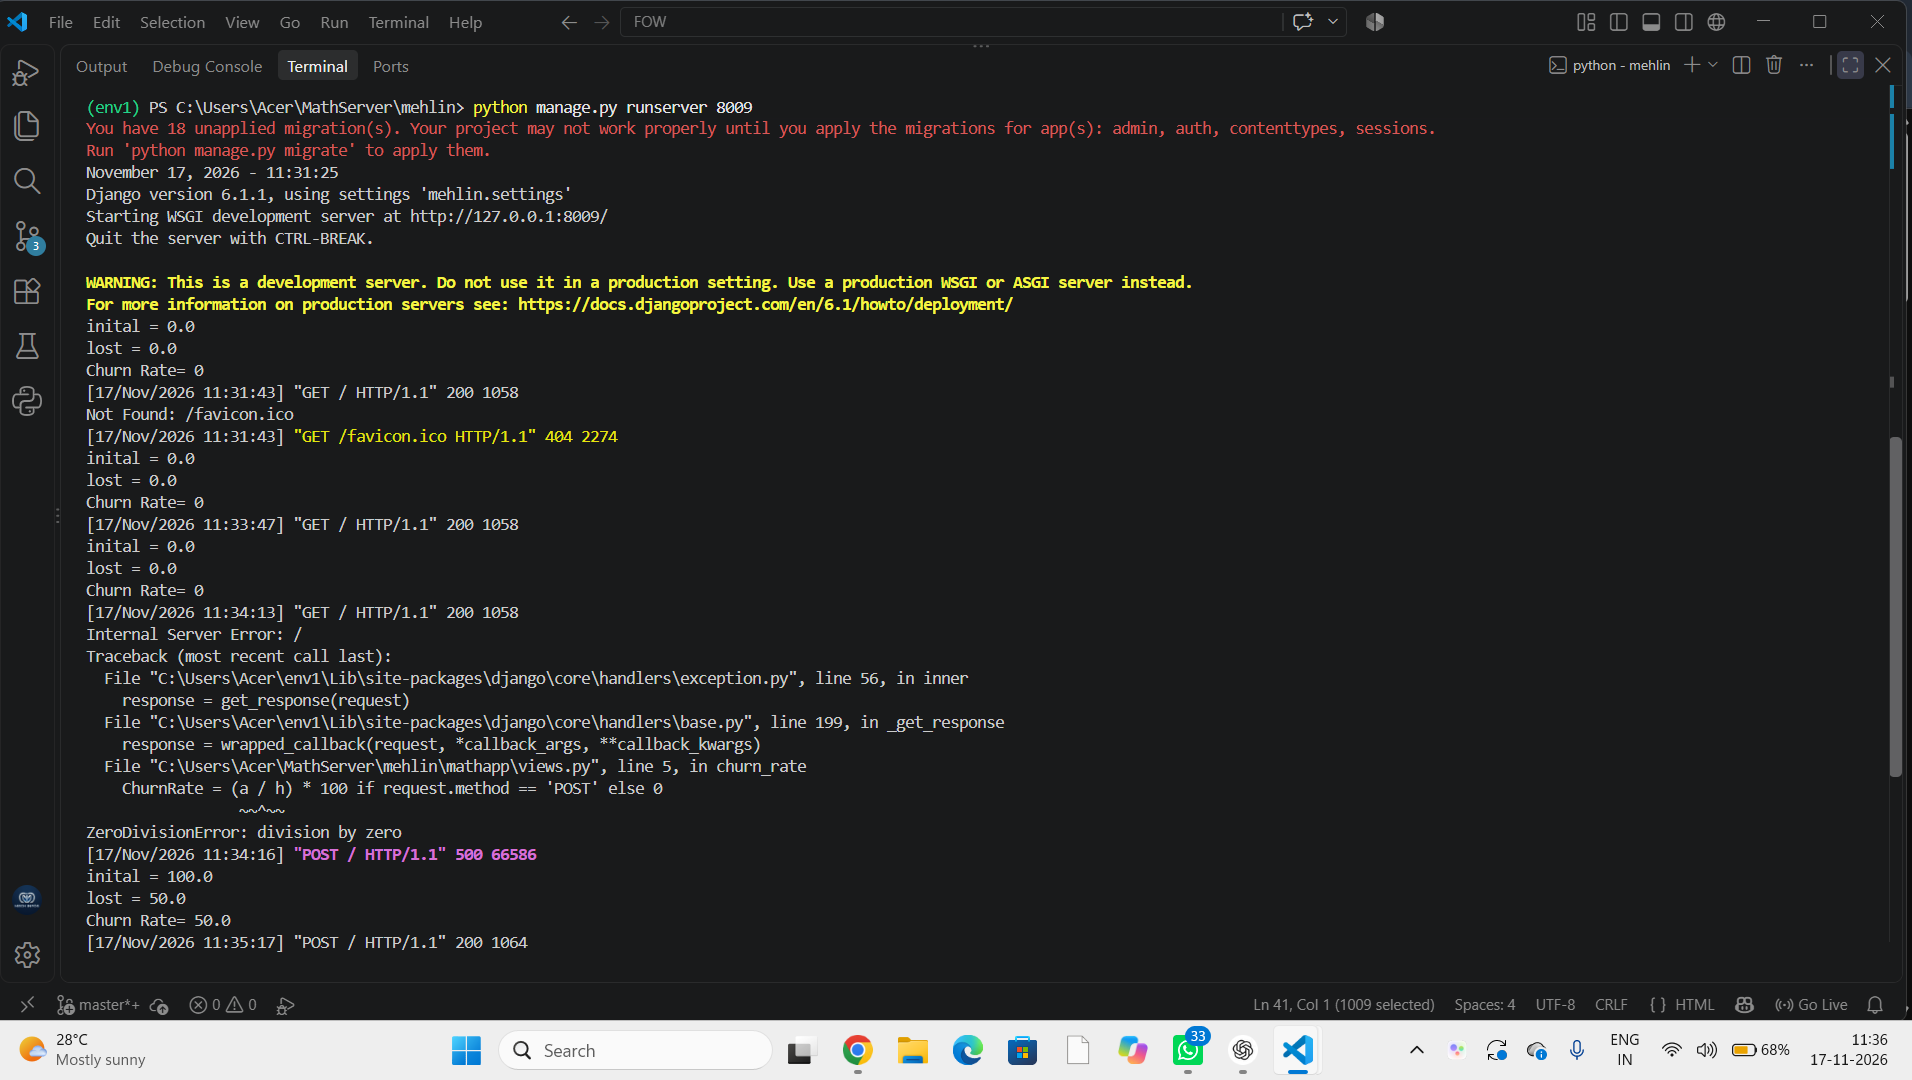 File Edit Selection View Go Run Terminal Help
FOW
Output Debug Console Terminal Ports
python - mehlin
(env1) PS C:\Users\Acer\MathServer\mehlin> python manage.py runserver 8009
You have 18 unapplied migration(s). Your project may not work properly until you apply the migrations for app(s): admin, auth, contenttypes, sessions.
Run 'python manage.py migrate' to apply them.
November 17, 2026 - 11:31:25
Django version 6.1.1, using settings 'mehlin.settings'
Starting WSGI development server at http://127.0.0.1:8009/
Quit the server with CTRL-BREAK.
WARNING: This is a development server. Do not use it in a production setting. Use a production WSGI or ASGI server instead.
For more information on production servers see: https://docs.djangoproject.com/en/6.1/howto/deployment/
inital = 0.0
lost = 0.0
Churn Rate= 0
[17/Nov/2026 11:31:43] "GET / HTTP/1.1" 200 1058
Not Found: /favicon.ico
[17/Nov/2026 11:31:43] "GET /favicon.ico HTTP/1.1" 404 2274
inital = 0.0
lost = 0.0
Churn Rate= 0
[17/Nov/2026 11:33:47] "GET / HTTP/1.1" 200 1058
inital = 0.0
lost = 0.0
Churn Rate= 0
[17/Nov/2026 11:34:13] "GET / HTTP/1.1" 200 1058
Internal Server Error: /
Traceback (most recent call last):
File "C:\Users\Acer\env1\Lib\site-packages\django\core\handlers\exception.py", line 56, in inner
response = get_response(request)
File "C:\Users\Acer\env1\Lib\site-packages\django\core\handlers\base.py", line 199, in _get_response
response = wrapped_callback(request, *callback_args, **callback_kwargs)
File "C:\Users\Acer\MathServer\mehlin\mathapp\views.py", line 5, in churn_rate
ChurnRate = (a / h) * 100 if request.method == 'POST' else 0
~~^~~
ZeroDivisionError: division by zero
[17/Nov/2026 11:34:16] "POST / HTTP/1.1" 500 66586
inital = 100.0
lost = 50.0
Churn Rate= 50.0
[17/Nov/2026 11:35:17] "POST / HTTP/1.1" 200 1064
3
master*+ 0 0 Ln 41, Col 1 (1009 selected) Spaces: 4 UTF-8 CRLF { } HTML Go Live
28°C
Mostly sunny
Search
33
ENG
IN
68%
11:36
17-11-2026